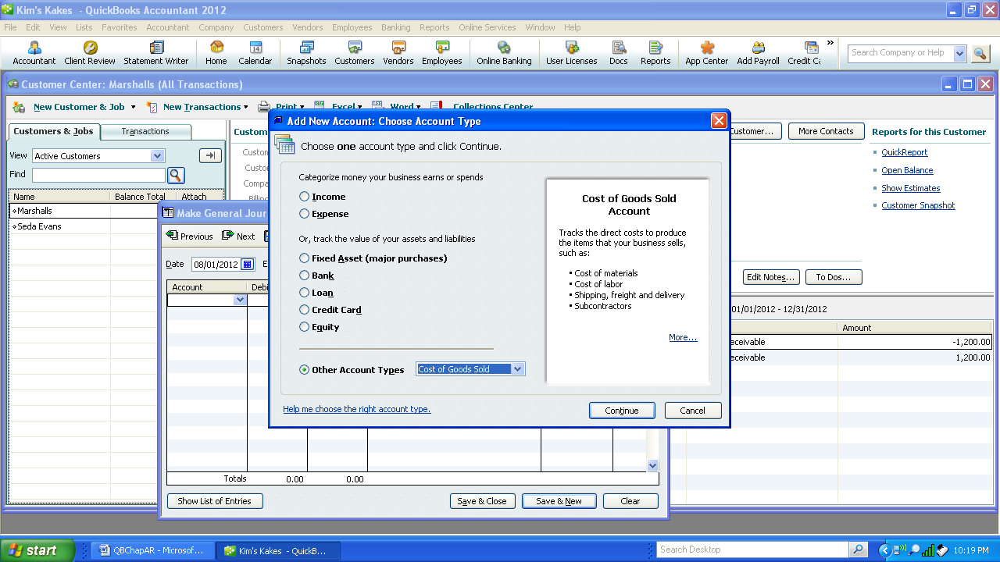 Kim's Kakes - QuickBooks Accountant 2012
File Edit View Lists Favorites Accountant Company Customers Vendors Employees Banking Reports Online Services Window Help
Accountant Client Review Statement Writer Home Calendar Snapshots Customers Vendors Employees Online Banking User Licenses Docs Reports App Center Add Payroll Credit Ca »
Search Company or Help
Customer Center: Marshalls (All Transactions)
New Customer & Job New Transactions Print Excel Word Collections Center
Customers & Jobs Transactions
View Active Customers
Find
Name Balance Total Attach
Marshalls
Seda Evans
Custom
Custom
Custom
Compa
Billing
ustomer... More Contacts
Reports for this Customer
QuickReport
Open Balance
Show Estimates
Customer Snapshot
Edit Notes... To Dos...
01/01/2012 - 12/31/2012
Amount
eceivable -1,200.00
eceivable 1,200.00
Make General Jour
Previous Next
Date 08/01/2012 E
Account Debi
Totals 0.00 0.00
Show List of Entries Save & Close Save & New Clear
Add New Account: Choose Account Type
Choose one account type and click Continue.
Categorize money your business earns or spends
Income
Expense
Or, track the value of your assets and liabilities
Fixed Asset (major purchases)
Bank
Loan
Credit Card
Equity
Other Account Types Cost of Goods Sold
Cost of Goods Sold
Account
Tracks the direct costs to produce
the items that your business sells,
such as:
• Cost of materials
• Cost of labor
• Shipping, freight and delivery
• Subcontractors
More...
Help me choose the right account type.
Continue Cancel
start QBChapAR - Microsof... Kim's Kakes - QuickB... Search Desktop 10:19 PM